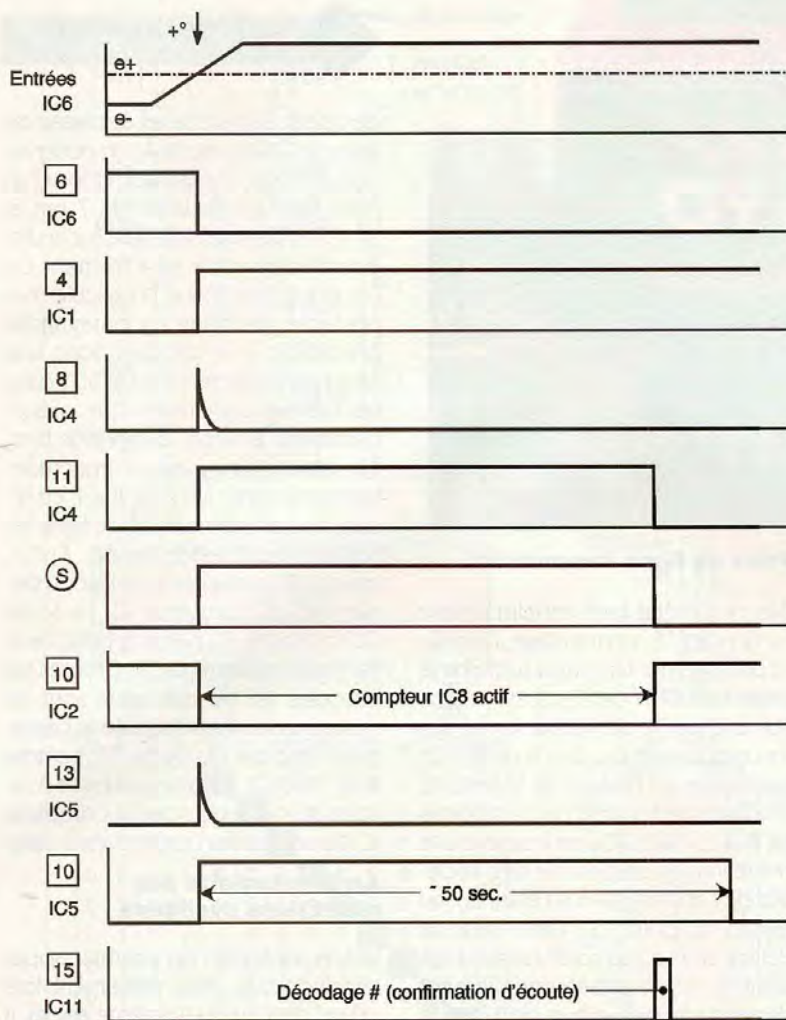 +°
e+
Entrées
IC6
e-
6
IC6
4
IC1
8
IC4
11
IC4
S
10
IC2
Compteur IC8 actif
13
IC5
10
IC5
~50 sec.
15
IC11
Décodage # (confirmation d'écoute)